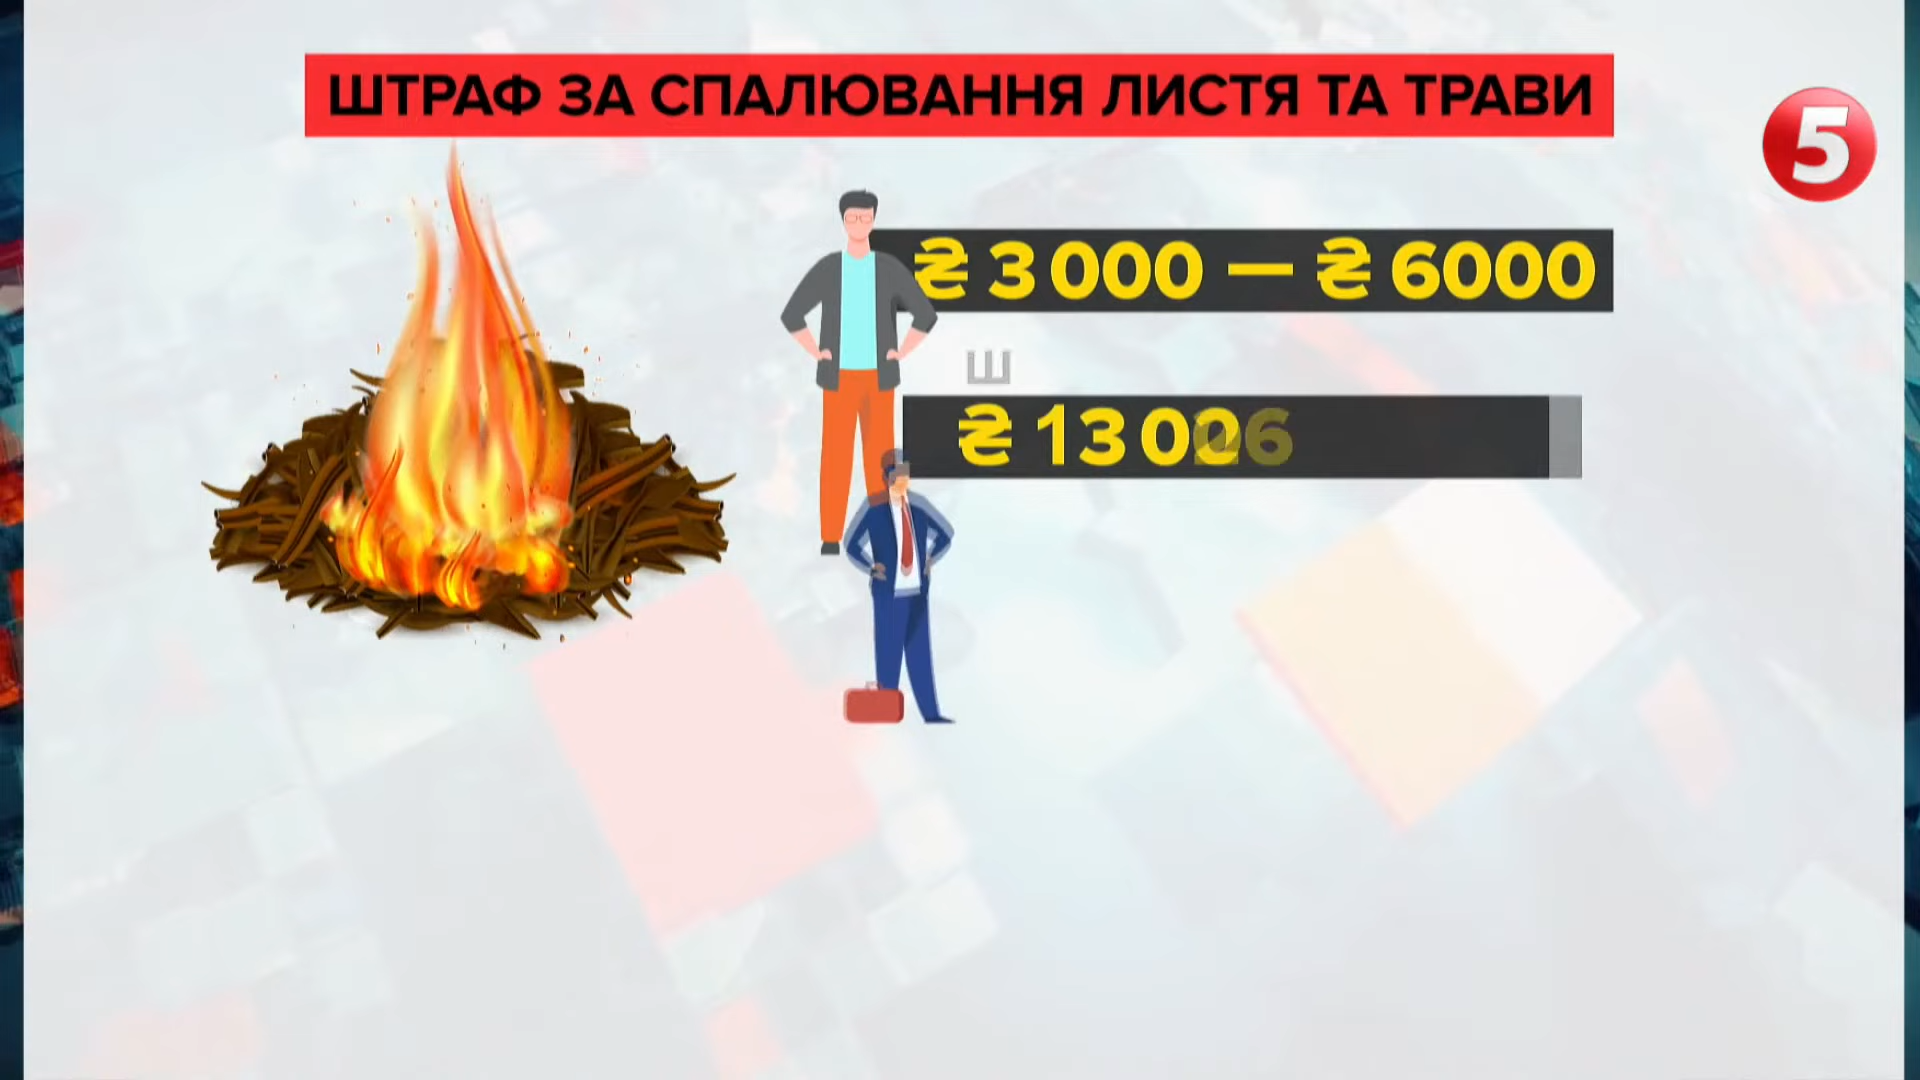 ШТРАФ ЗА СПАЛЮВАННЯ ЛИСТЯ ТА ТРАВИ
5
₴ 3 000 — ₴ 6000
Ш